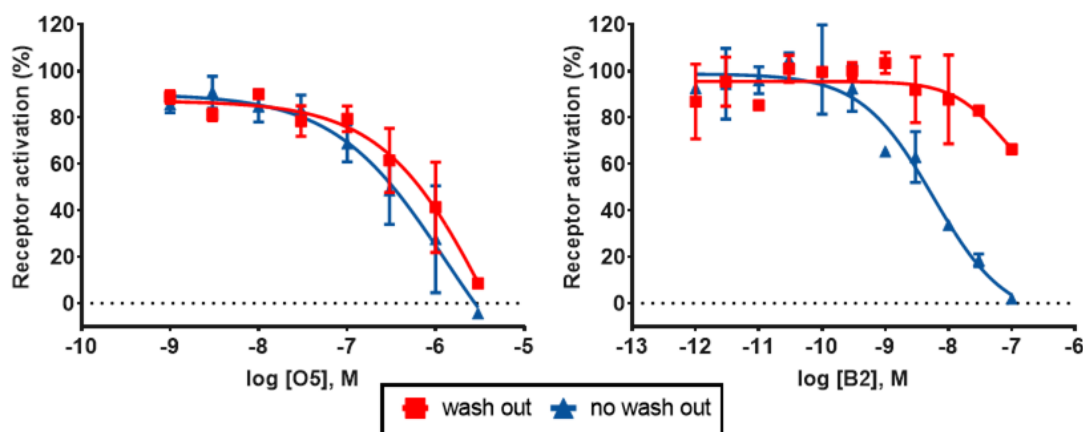 120
100
80
60
40
20
0
Receptor activation (%)
-10 -9 -8 -7 -6 -5
log [O5], M
120
100
80
60
40
20
0
Receptor activation (%)
-13 -12 -11 -10 -9 -8 -7 -6
log [B2], M
wash out no wash out